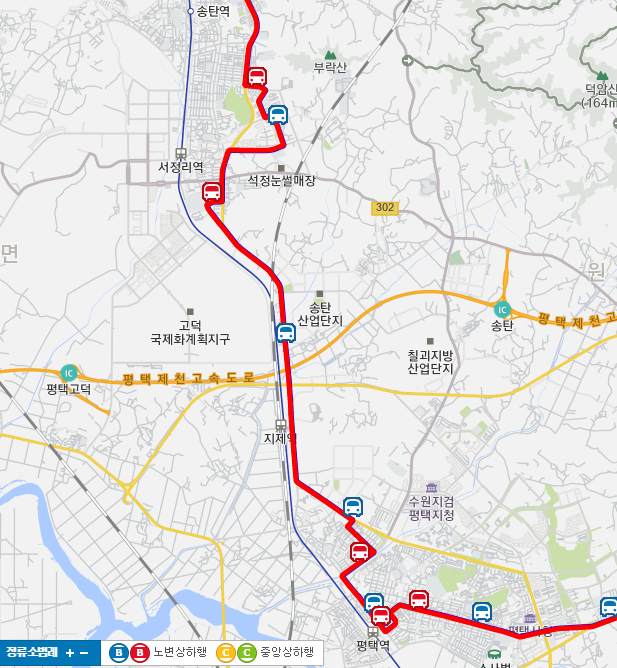 송탄역
부락산
덕암산
(164m
서정리역
석정눈썰매장
302
면
원
고덕
국제화계획지구
송탄
산업단지
IC
송탄
평택제천고
칠괴지방
산업단지
IC
평택고덕
평택제천고속도로
지제역
수원지검
평택지청
평택역
정류소범례 + -
B B 노변상하행
C C 중앙상하행